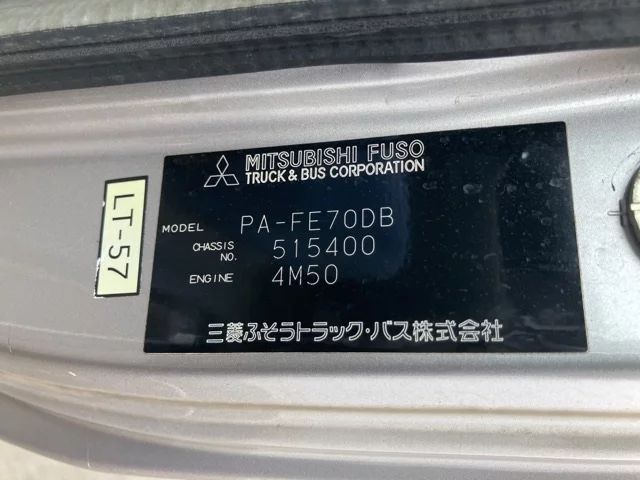 MITSUBISHI FUSO
TRUCK & BUS CORPORATION
MODEL PA-FE70DB
CHASSIS NO. 515400
ENGINE 4M50
三菱ふそうトラック・バス株式会社
LT-57